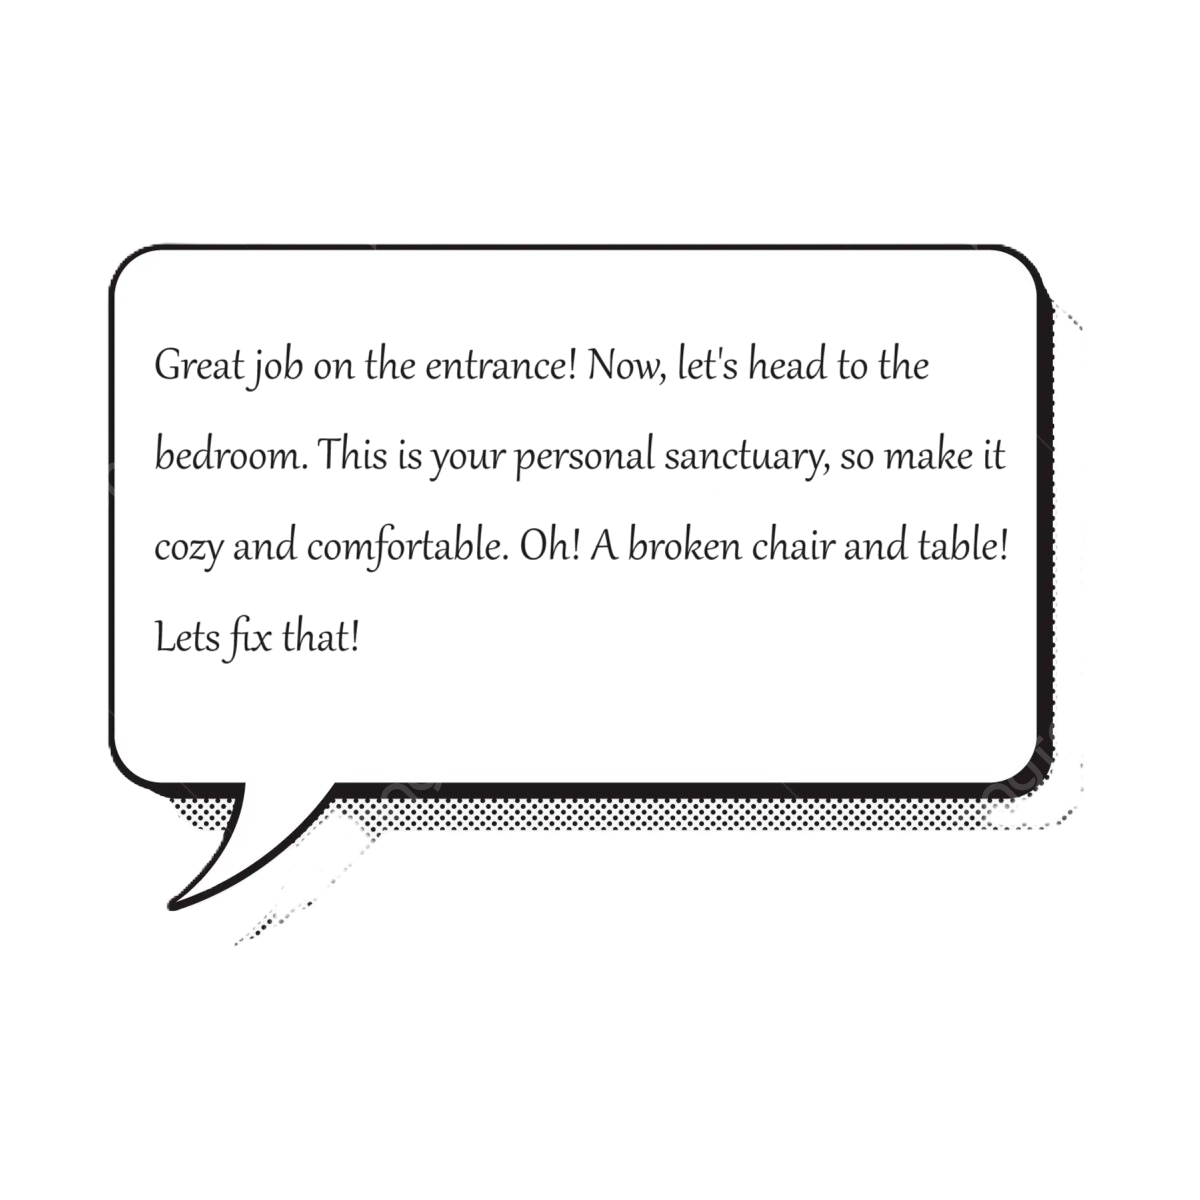 Great job on the entrance! Now, let's head to the
bedroom. This is your personal sanctuary, so make it
cozy and comfortable. Oh! A broken chair and table!
Lets fix that!